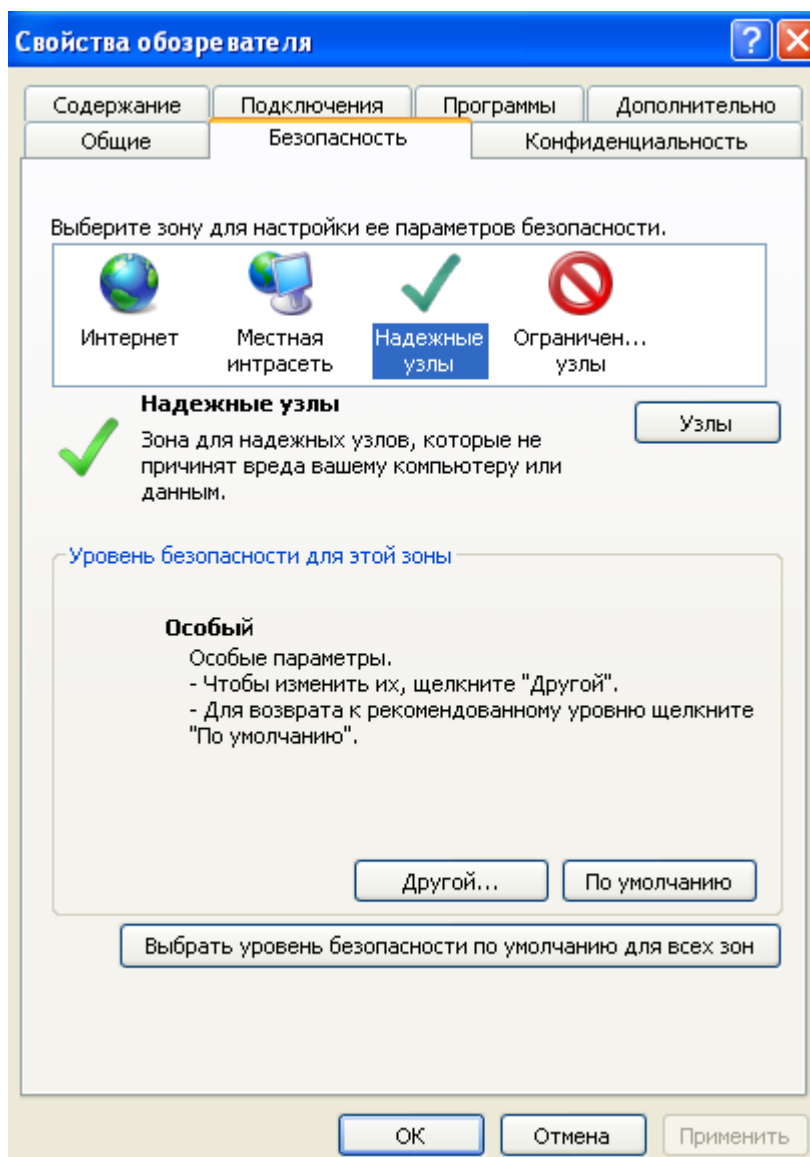 Свойства обозревателя
Содержание Подключения Программы Дополнительно
Общие Безопасность Конфиденциальность
Выберите зону для настройки ее параметров безопасности.
Интернет Местная интрасеть Надежные узлы Ограничен... узлы
Надежные узлы
Узлы
Зона для надежных узлов, которые не
причинят вреда вашему компьютеру или
данным.
Уровень безопасности для этой зоны
Особый
Особые параметры.
- Чтобы изменить их, щелкните "Другой".
- Для возврата к рекомендованному уровню щелкните
"По умолчанию".
Другой... По умолчанию
Выбрать уровень безопасности по умолчанию для всех зон
ОК Отмена Применить